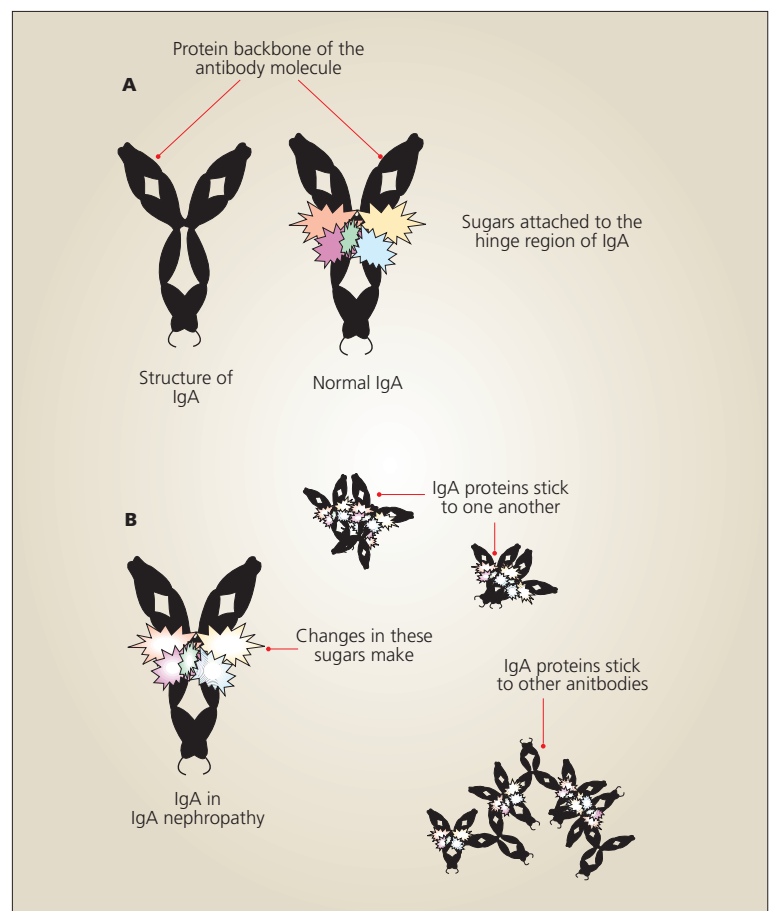 Protein backbone of the
antibody molecule
A
Sugars attached to the
hinge region of IgA
Structure of
IgA
Normal IgA
IgA proteins stick
to one another
B
Changes in these
sugars make
IgA proteins stick
to other anitbodies
IgA in
IgA nephropathy